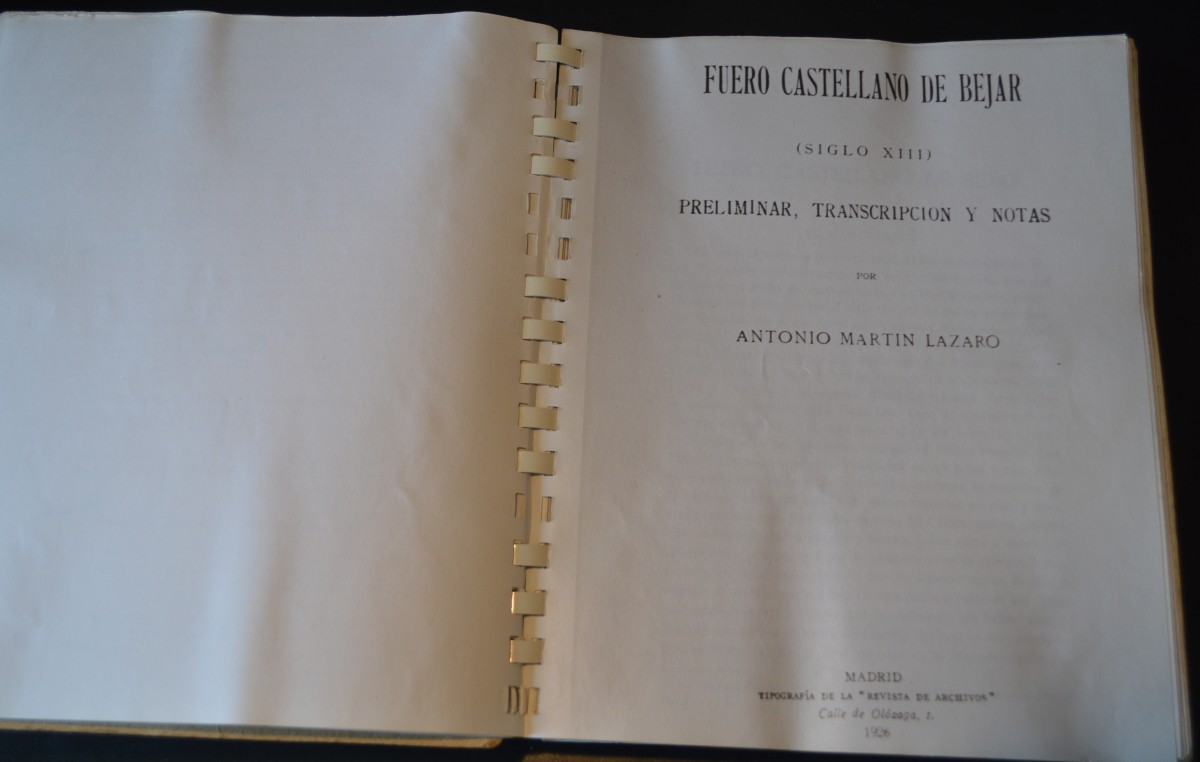 FUERO CASTELLANO DE BEJAR
(SIGLO XIII)
PRELIMINAR, TRANSCRIPCION Y NOTAS
POR
ANTONIO MARTIN LAZARO
MADRID
TIPOGRAFÍA DE LA "REVISTA DE ARCHIVOS"
Calle de Olózaga, 1.
1926